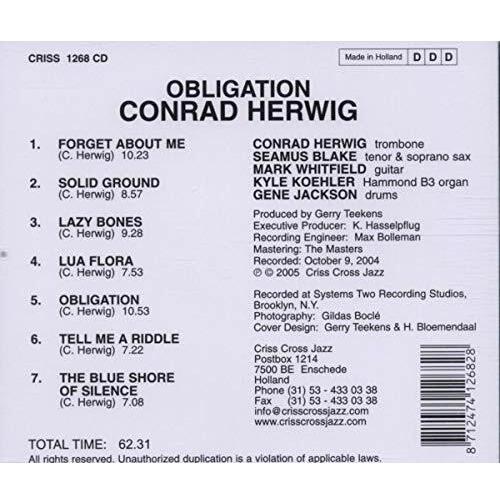 CRISS 1268 CD
Made in Holland D D D
OBLIGATION
CONRAD HERWIG
1. FORGET ABOUT ME
(C. Herwig) 10.23
2. SOLID GROUND
(C. Herwig) 8.57
3. LAZY BONES
(C. Herwig) 9.28
4. LUA FLORA
(C. Herwig) 7.53
5. OBLIGATION
(C. Herwig) 10.53
6. TELL ME A RIDDLE
(C. Herwig) 7.22
7. THE BLUE SHORE
OF SILENCE
(C. Herwig) 7.08
TOTAL TIME: 62.31
CONRAD HERWIG trombone
SEAMUS BLAKE tenor & soprano sax
MARK WHITFIELD guitar
KYLE KOEHLER Hammond B3 organ
GENE JACKSON drums
Produced by Gerry Teekens
Executive Producer: K. Hasselpflug
Recording Engineer: Max Bolleman
Mastering: The Masters
Recorded: October 9, 2004
℗ © 2005 Criss Cross Jazz
Recorded at Systems Two Recording Studios,
Brooklyn, N.Y.
Photography: Gildas Boclé
Cover Design: Gerry Teekens & H. Bloemendaal
Criss Cross Jazz
Postbox 1214
7500 BE Enschede
Holland
Phone (31) 53 - 433 03 38
Fax (31) 53 - 433 00 38
info@crisscrossjazz.com
www.crisscrossjazz.com
8 712474 126828
All rights reserved. Unauthorized duplication is a violation of applicable laws.